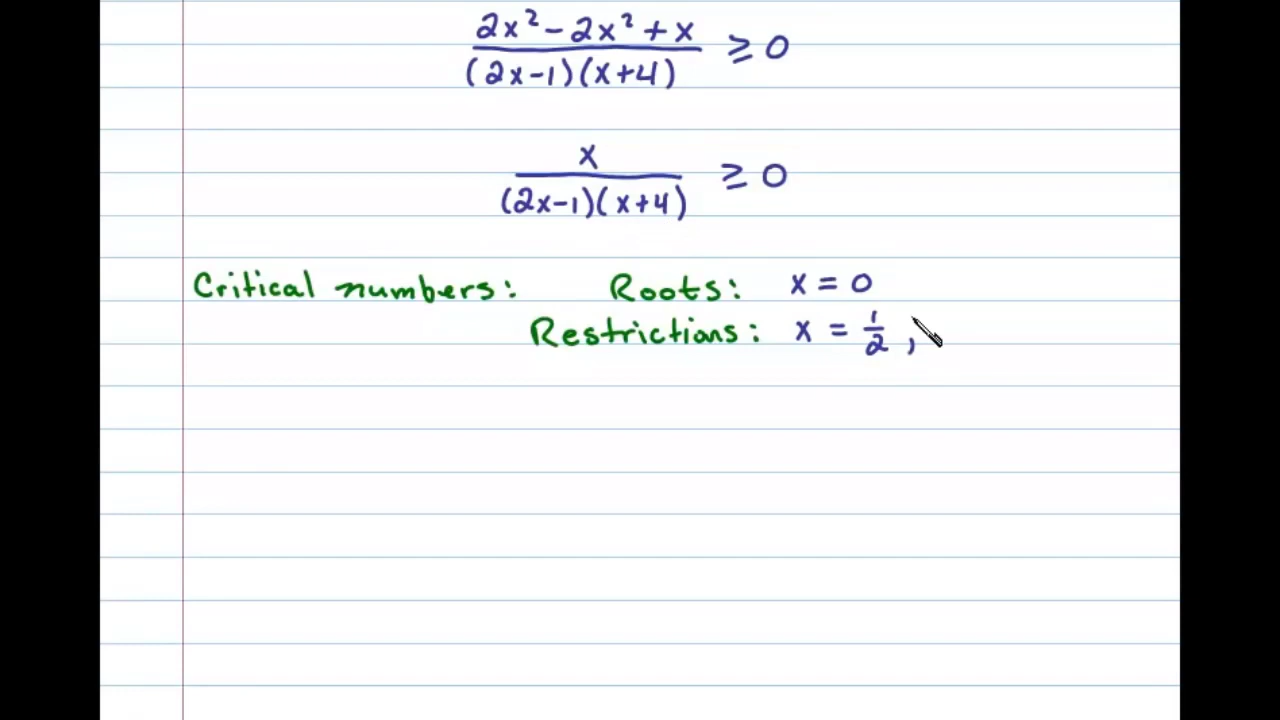 2x² - 2x² + x
(2x-1)(x+4) ≥ 0
x
(2x-1)(x+4) ≥ 0
Critical numbers: Roots: x = 0
Restrictions: x = 1/2 ,